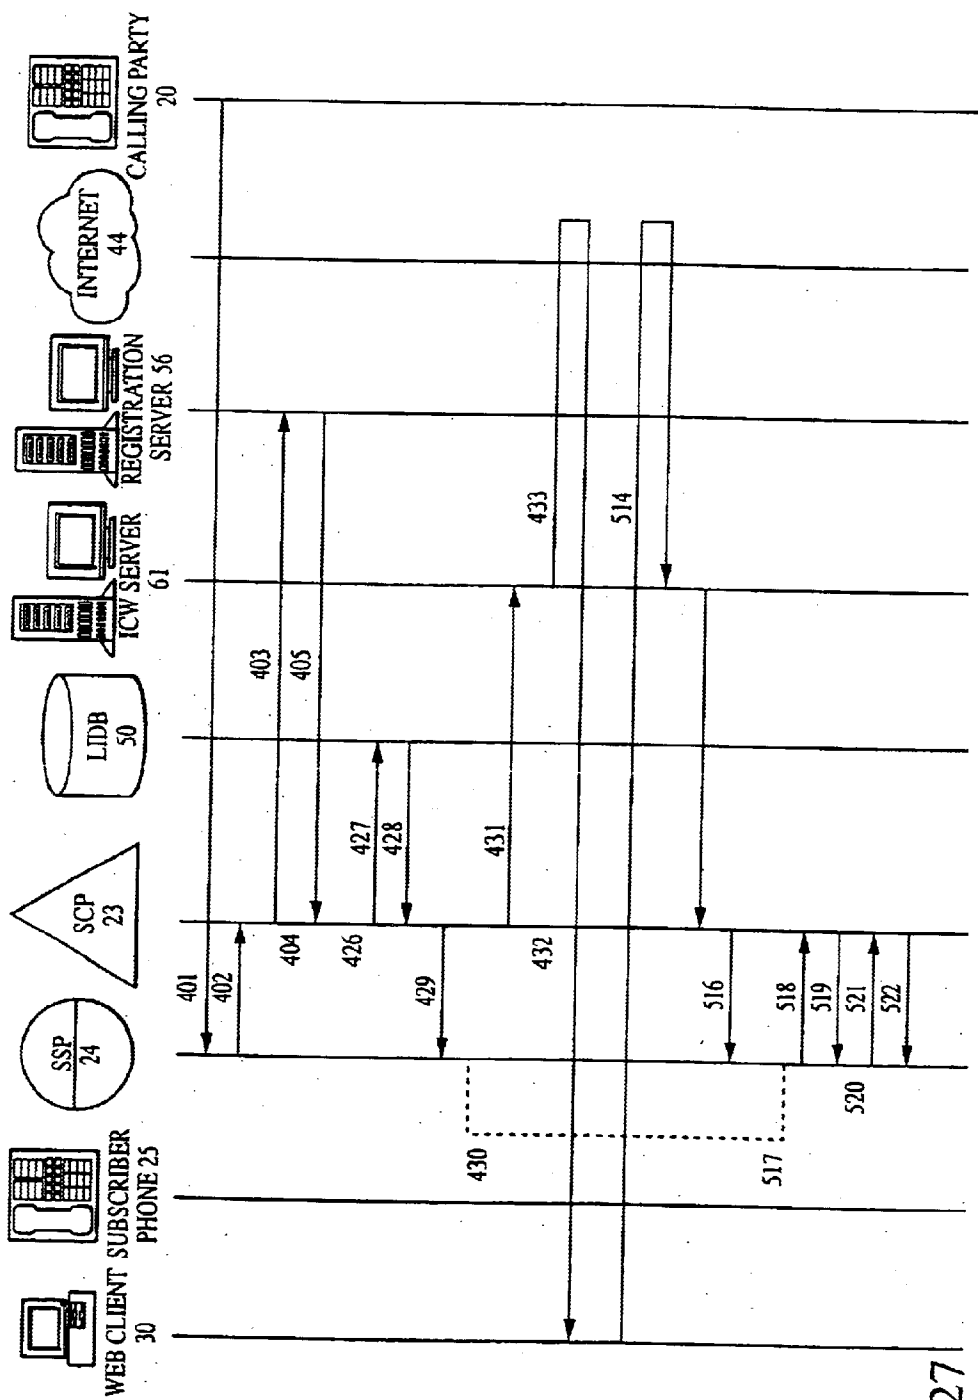 WEB CLIENT
30
SUBSCRIBER
PHONE 25
SSP
24
SCP
23
LIDB
50
ICW SERVER
61
REGISTRATION
SERVER 56
INTERNET
44
CALLING PARTY
20
401
402
403
404
405
426
427
428
429
430
431
432
433
514
516
517
518
519
520
521
522
27